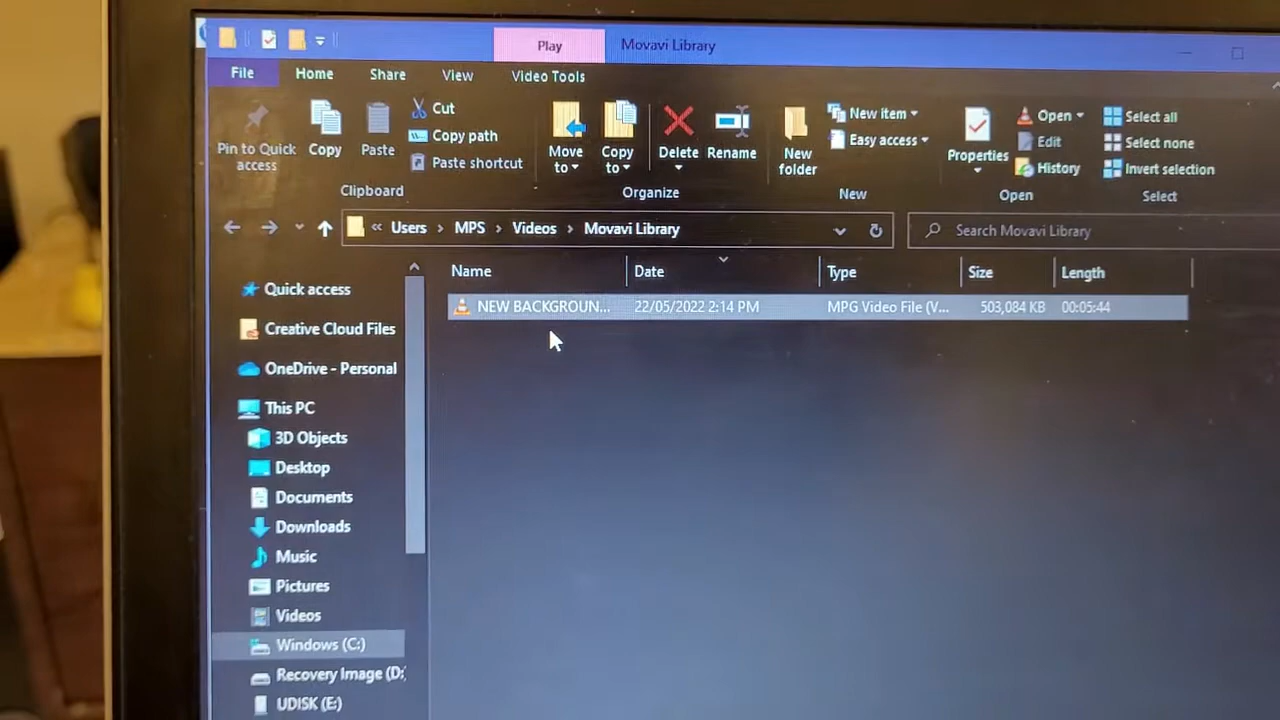 Play Movavi Library
File Home Share View Video Tools
Pin to Quick access
Copy
Paste
Cut
Copy path
Paste shortcut
Clipboard
Move to
Copy to
Delete
Rename
Organize
New folder
New item
Easy access
New
Properties
Open
Edit
History
Open
Select all
Select none
Invert selection
Select
« Users › MPS › Videos › Movavi Library
Search Movavi Library
Name Date Type Size Length
NEW BACKGROUN... 22/05/2022 2:14 PM MPG Video File (V... 503,084 KB 00:05:44
Quick access
Creative Cloud Files
OneDrive - Personal
This PC
3D Objects
Desktop
Documents
Downloads
Music
Pictures
Videos
Windows (C:)
Recovery Image (D:
UDISK (E:)